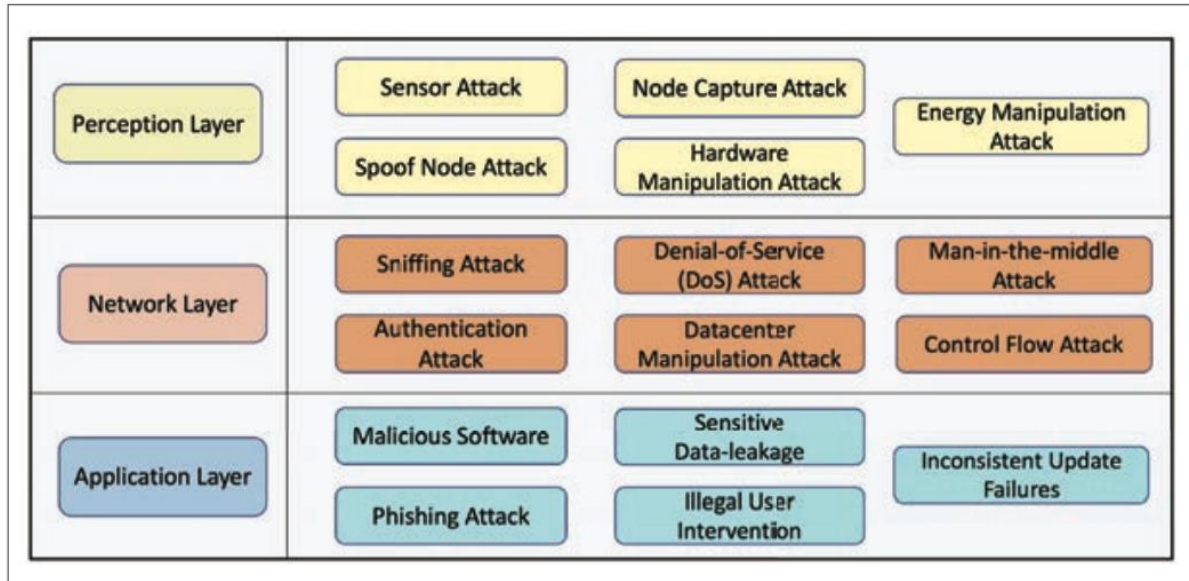 Perception Layer
Sensor Attack
Node Capture Attack
Energy Manipulation
Attack
Spoof Node Attack
Hardware
Manipulation Attack
Network Layer
Sniffing Attack
Denial-of-Service
(DoS) Attack
Man-in-the-middle
Attack
Authentication
Attack
Datacenter
Manipulation Attack
Control Flow Attack
Application Layer
Malicious Software
Sensitive
Data-leakage
Inconsistent Update
Failures
Phishing Attack
Illegal User
Intervention